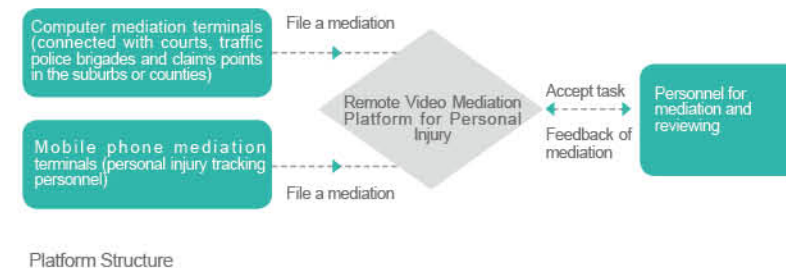 Computer mediation terminals
(connected with courts, traffic
police brigades and claims points
in the suburbs or counties)
File a mediation
Remote Video Mediation
Platform for Personal
Injury
Accept task
Feedback of
mediation
Personnel for
mediation and
reviewing
Mobile phone mediation
terminals (personal injury tracking
personnel)
File a mediation
Platform Structure